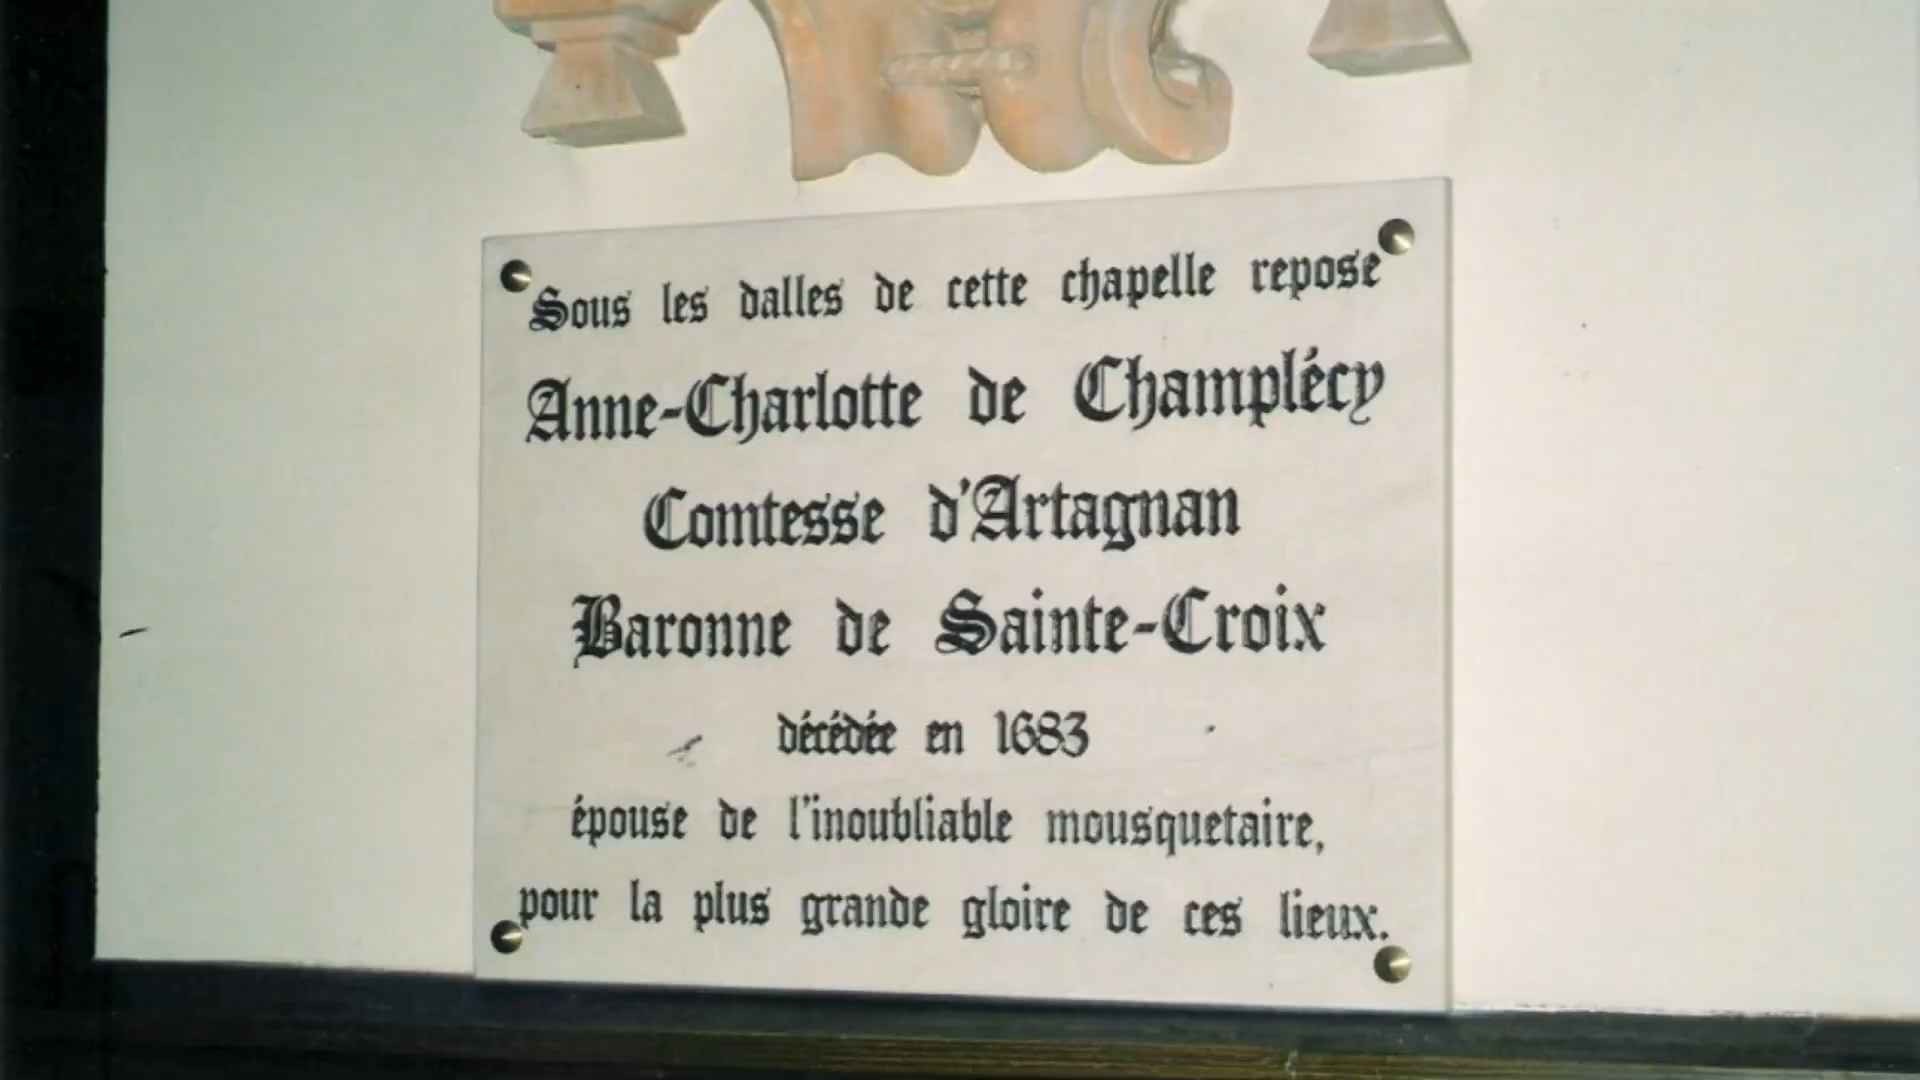 Sous les dalles de cette chapelle repose
Anne-Charlotte de Champlécy
Comtesse d'Artagnan
Baronne de Sainte-Croix
décédée en 1683
épouse de l'inoubliable mousquetaire,
pour la plus grande gloire de ces lieux.